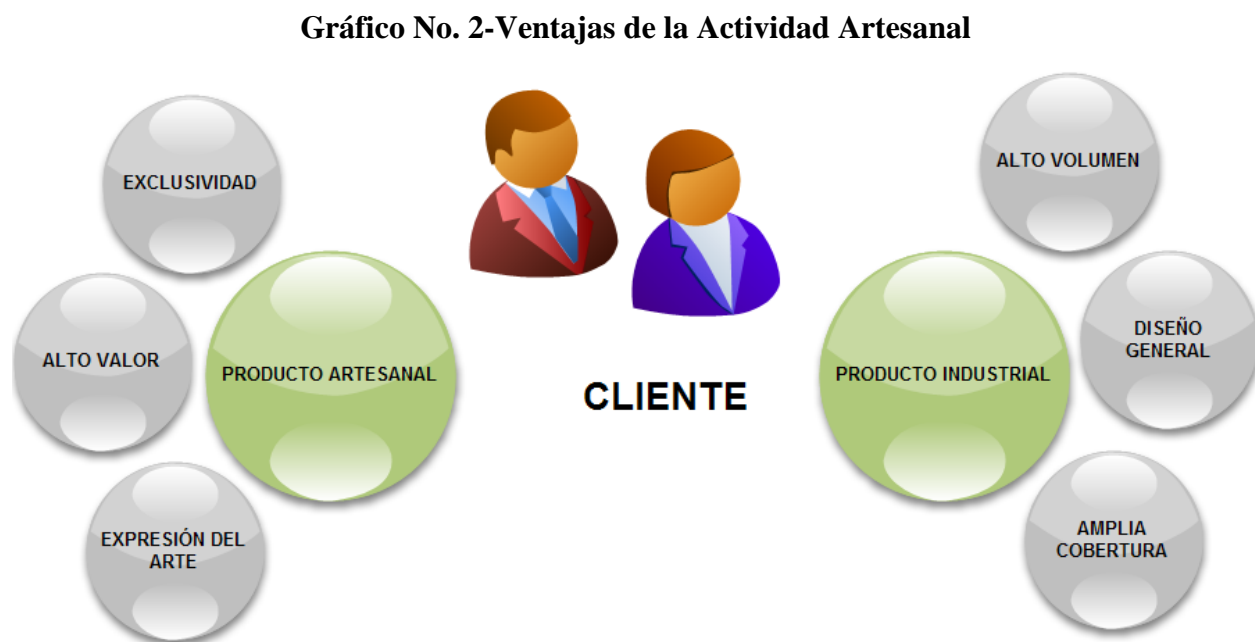 Gráfico No. 2-Ventajas de la Actividad Artesanal
EXCLUSIVIDAD
ALTO VALOR
EXPRESIÓN DEL
ARTE
PRODUCTO ARTESANAL
CLIENTE
PRODUCTO INDUSTRIAL
ALTO VOLUMEN
DISEÑO
GENERAL
AMPLIA
COBERTURA